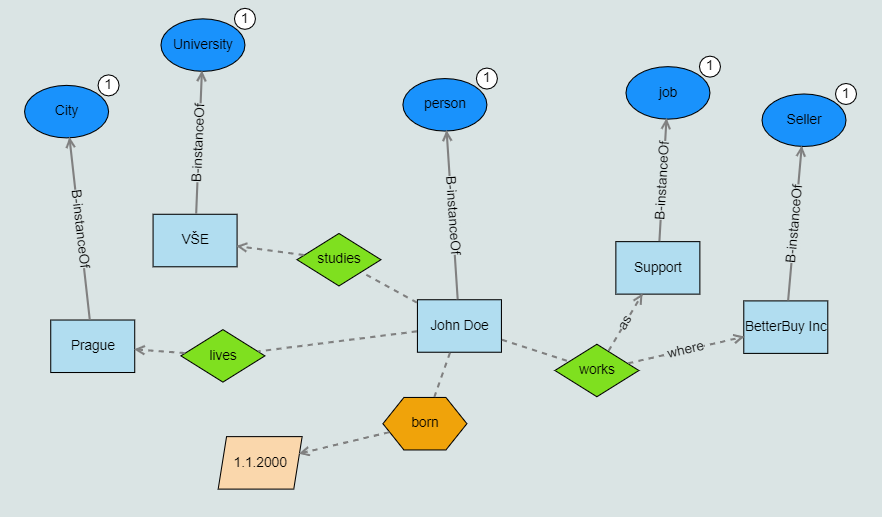 1
University
1
City
1
person
1
job
1
Seller
B-instanceOf
B-instanceOf
B-instanceOf
B-instanceOf
B-instanceOf
VŠE
studies
Support
John Doe
BetterBuy Inc
Prague
lives
as
where
works
born
1.1.2000